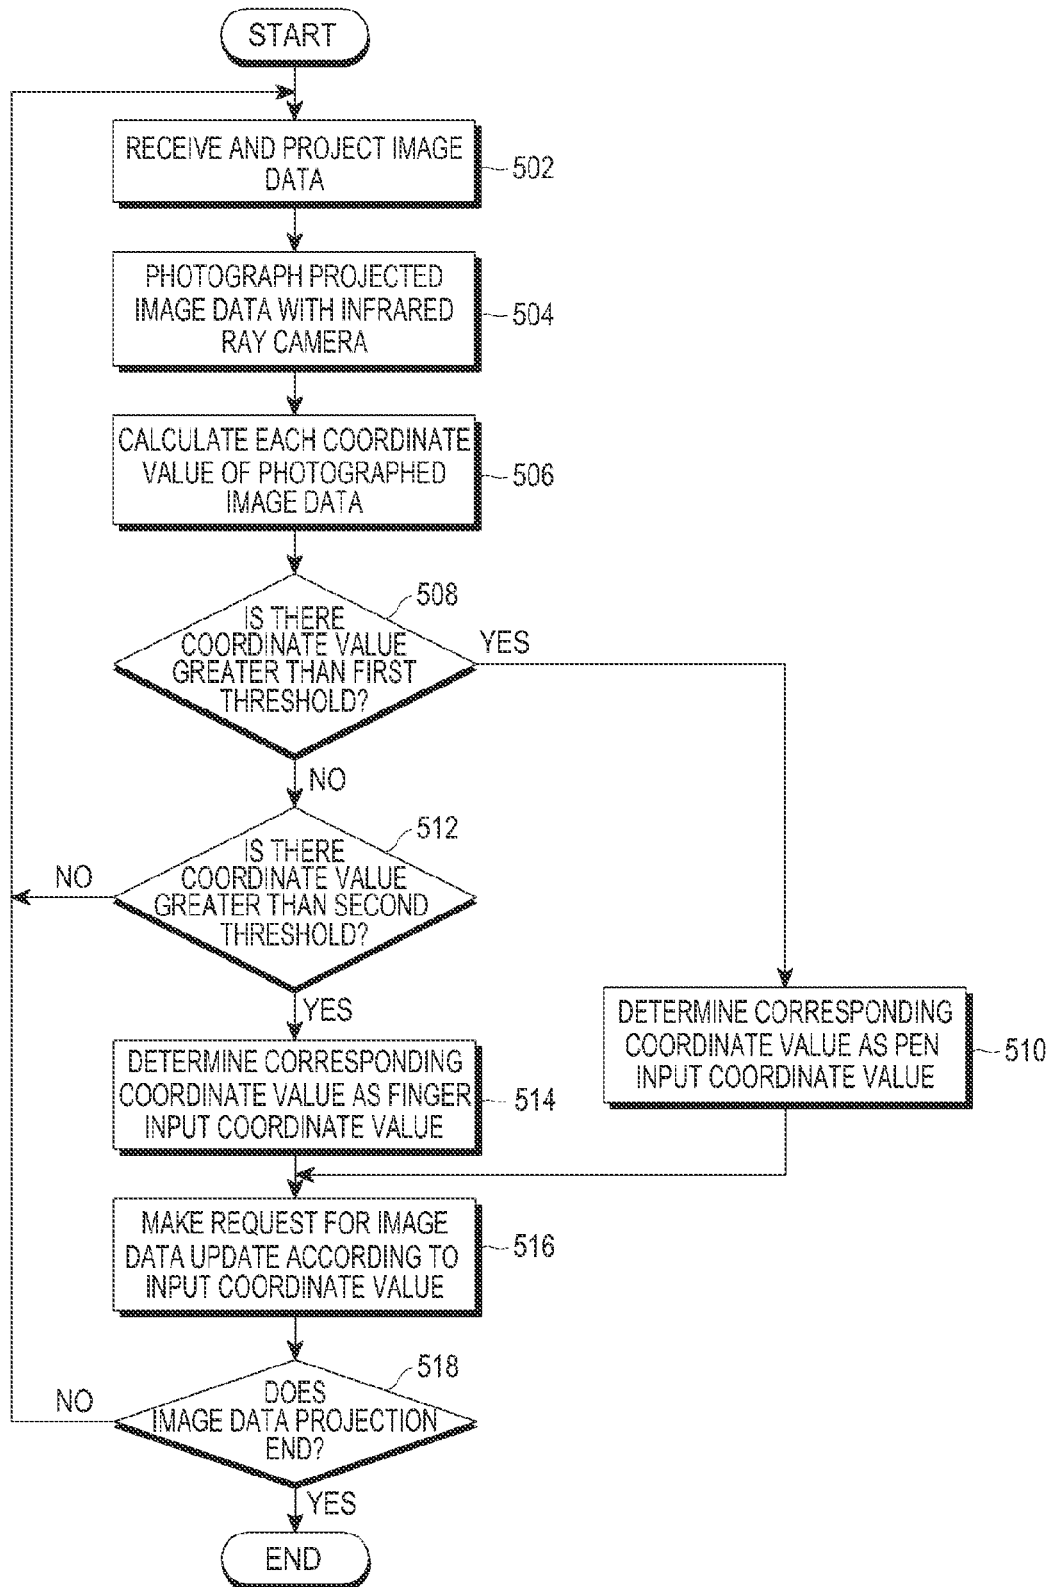 START
RECEIVE AND PROJECT IMAGE
DATA
502
PHOTOGRAPH PROJECTED
IMAGE DATA WITH INFRARED
RAY CAMERA
504
CALCULATE EACH COORDINATE
VALUE OF PHOTOGRAPHED
IMAGE DATA
506
508
IS THERE
COORDINATE VALUE
GREATER THAN FIRST
THRESHOLD?
YES
NO
512
IS THERE
COORDINATE VALUE
GREATER THAN SECOND
THRESHOLD?
NO
YES
DETERMINE CORRESPONDING
COORDINATE VALUE AS PEN
INPUT COORDINATE VALUE
510
DETERMINE CORRESPONDING
COORDINATE VALUE AS FINGER
INPUT COORDINATE VALUE
514
MAKE REQUEST FOR IMAGE
DATA UPDATE ACCORDING TO
INPUT COORDINATE VALUE
516
518
DOES
IMAGE DATA PROJECTION
END?
NO
YES
END